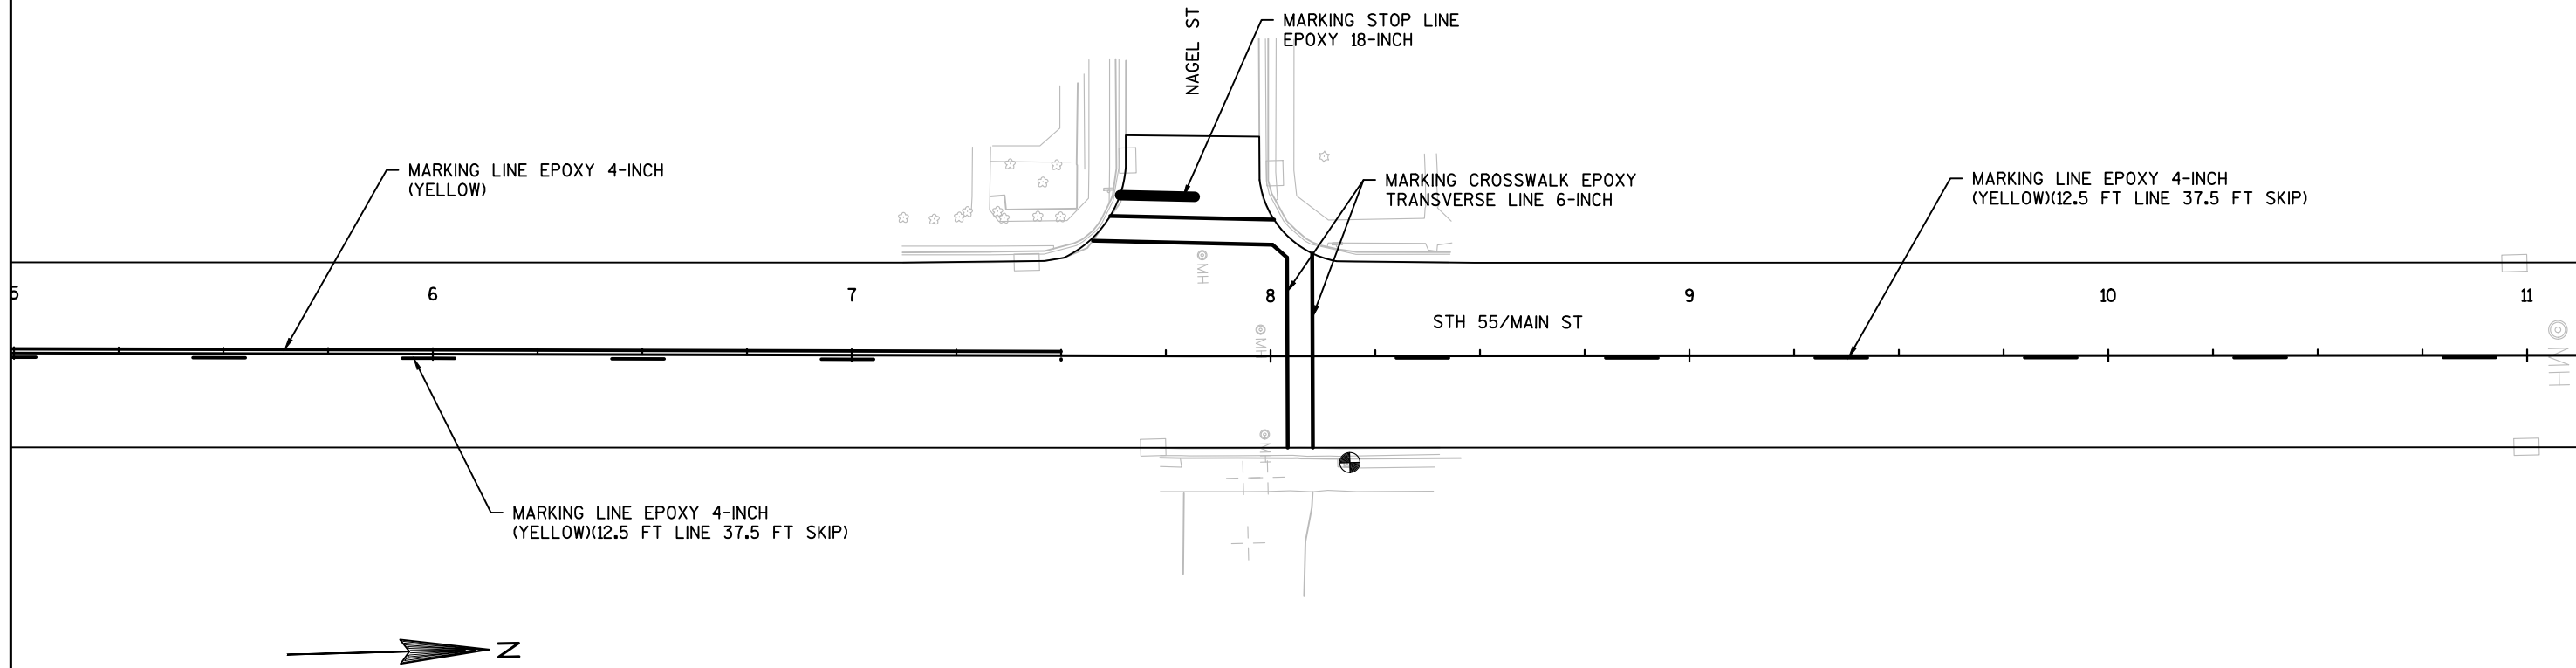 NAGEL ST
MARKING STOP LINE
EPOXY 18-INCH
MARKING LINE EPOXY 4-INCH
(YELLOW)
MARKING CROSSWALK EPOXY
TRANSVERSE LINE 6-INCH
MARKING LINE EPOXY 4-INCH
(YELLOW)(12.5 FT LINE 37.5 FT SKIP)
MH
5
6
7
8
9
10
11
STH 55/MAIN ST
MH
MH
MH
MARKING LINE EPOXY 4-INCH
(YELLOW)(12.5 FT LINE 37.5 FT SKIP)
N